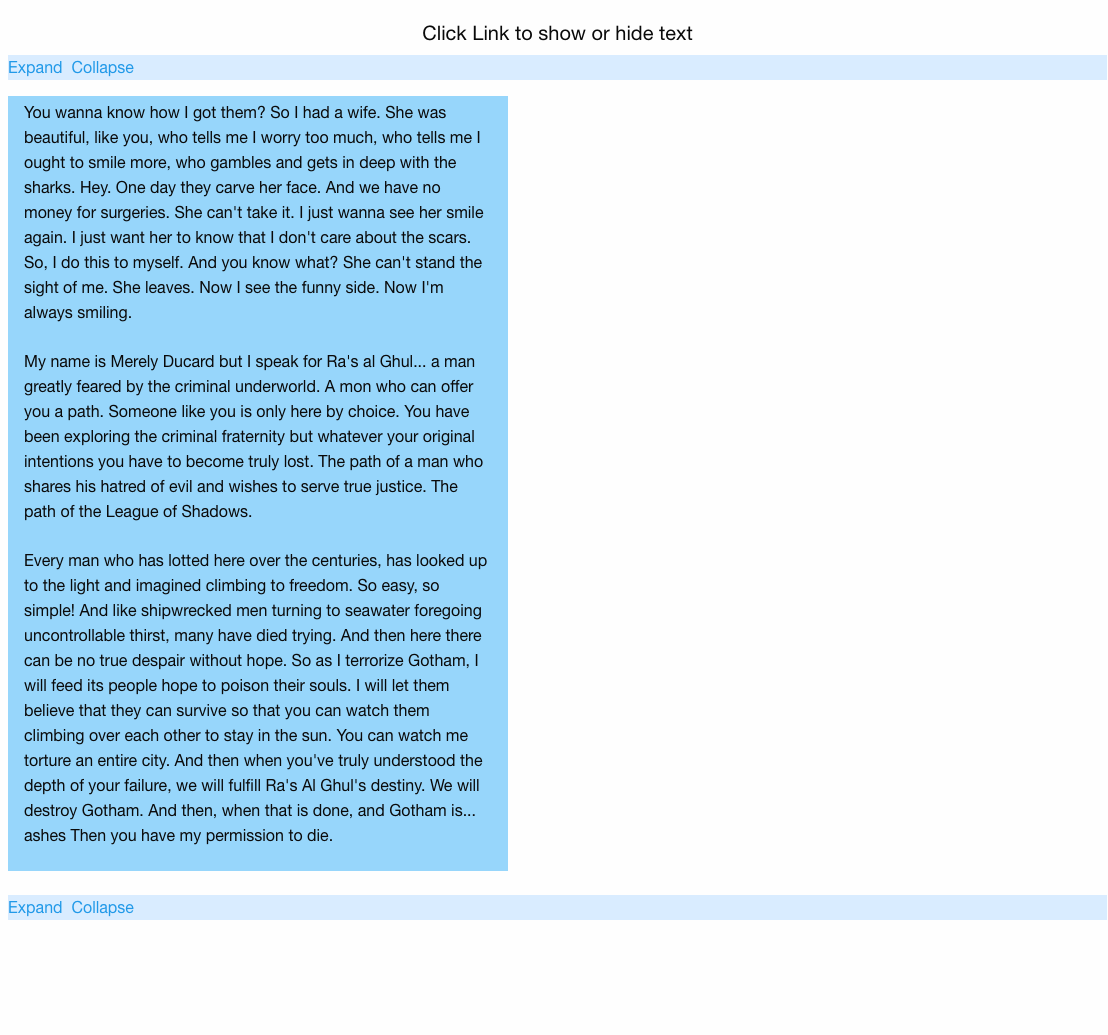 Click Link to show or hide text
Expand Collapse
You wanna know how I got them? So I had a wife. She was
beautiful, like you, who tells me I worry too much, who tells me I
ought to smile more, who gambles and gets in deep with the
sharks. Hey. One day they carve her face. And we have no
money for surgeries. She can't take it. I just wanna see her smile
again. I just want her to know that I don't care about the scars.
So, I do this to myself. And you know what? She can't stand the
sight of me. She leaves. Now I see the funny side. Now I'm
always smiling.
My name is Merely Ducard but I speak for Ra's al Ghul... a man
greatly feared by the criminal underworld. A mon who can offer
you a path. Someone like you is only here by choice. You have
been exploring the criminal fraternity but whatever your original
intentions you have to become truly lost. The path of a man who
shares his hatred of evil and wishes to serve true justice. The
path of the League of Shadows.
Every man who has lotted here over the centuries, has looked up
to the light and imagined climbing to freedom. So easy, so
simple! And like shipwrecked men turning to seawater foregoing
uncontrollable thirst, many have died trying. And then here there
can be no true despair without hope. So as I terrorize Gotham, I
will feed its people hope to poison their souls. I will let them
believe that they can survive so that you can watch them
climbing over each other to stay in the sun. You can watch me
torture an entire city. And then when you've truly understood the
depth of your failure, we will fulfill Ra's Al Ghul's destiny. We will
destroy Gotham. And then, when that is done, and Gotham is...
ashes Then you have my permission to die.
Expand Collapse